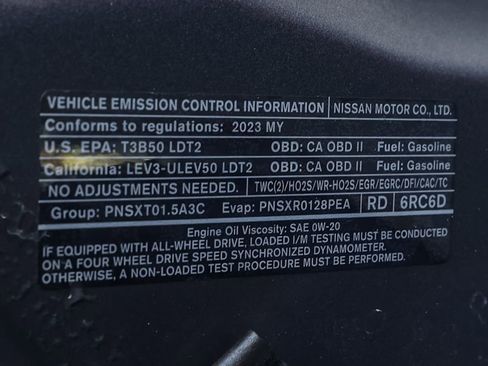 VEHICLE EMISSION CONTROL INFORMATION NISSAN MOTOR CO., LTD.
Conforms to regulations: 2023 MY
U.S. EPA: T3B50 LDT2 OBD: CA OBD II Fuel: Gasoline
California: LEV3-ULEV50 LDT2 OBD: CA OBD II Fuel: Gasoline
NO ADJUSTMENTS NEEDED. TWC(2)/HO2S/WR-HO2S/EGR/EGRC/DFI/CAC/TC
Group: PNSXT01.5A3C Evap: PNSXR0128PEA RD 6RC6D
Engine Oil Viscosity: SAE 0W-20
IF EQUIPPED WITH ALL-WHEEL DRIVE, LOADED I/M TESTING MUST BE CONDUCTED
ON A FOUR WHEEL DRIVE SPEED SYNCHRONIZED DYNAMOMETER.
OTHERWISE, A NON-LOADED TEST PROCEDURE MUST BE PERFORMED.